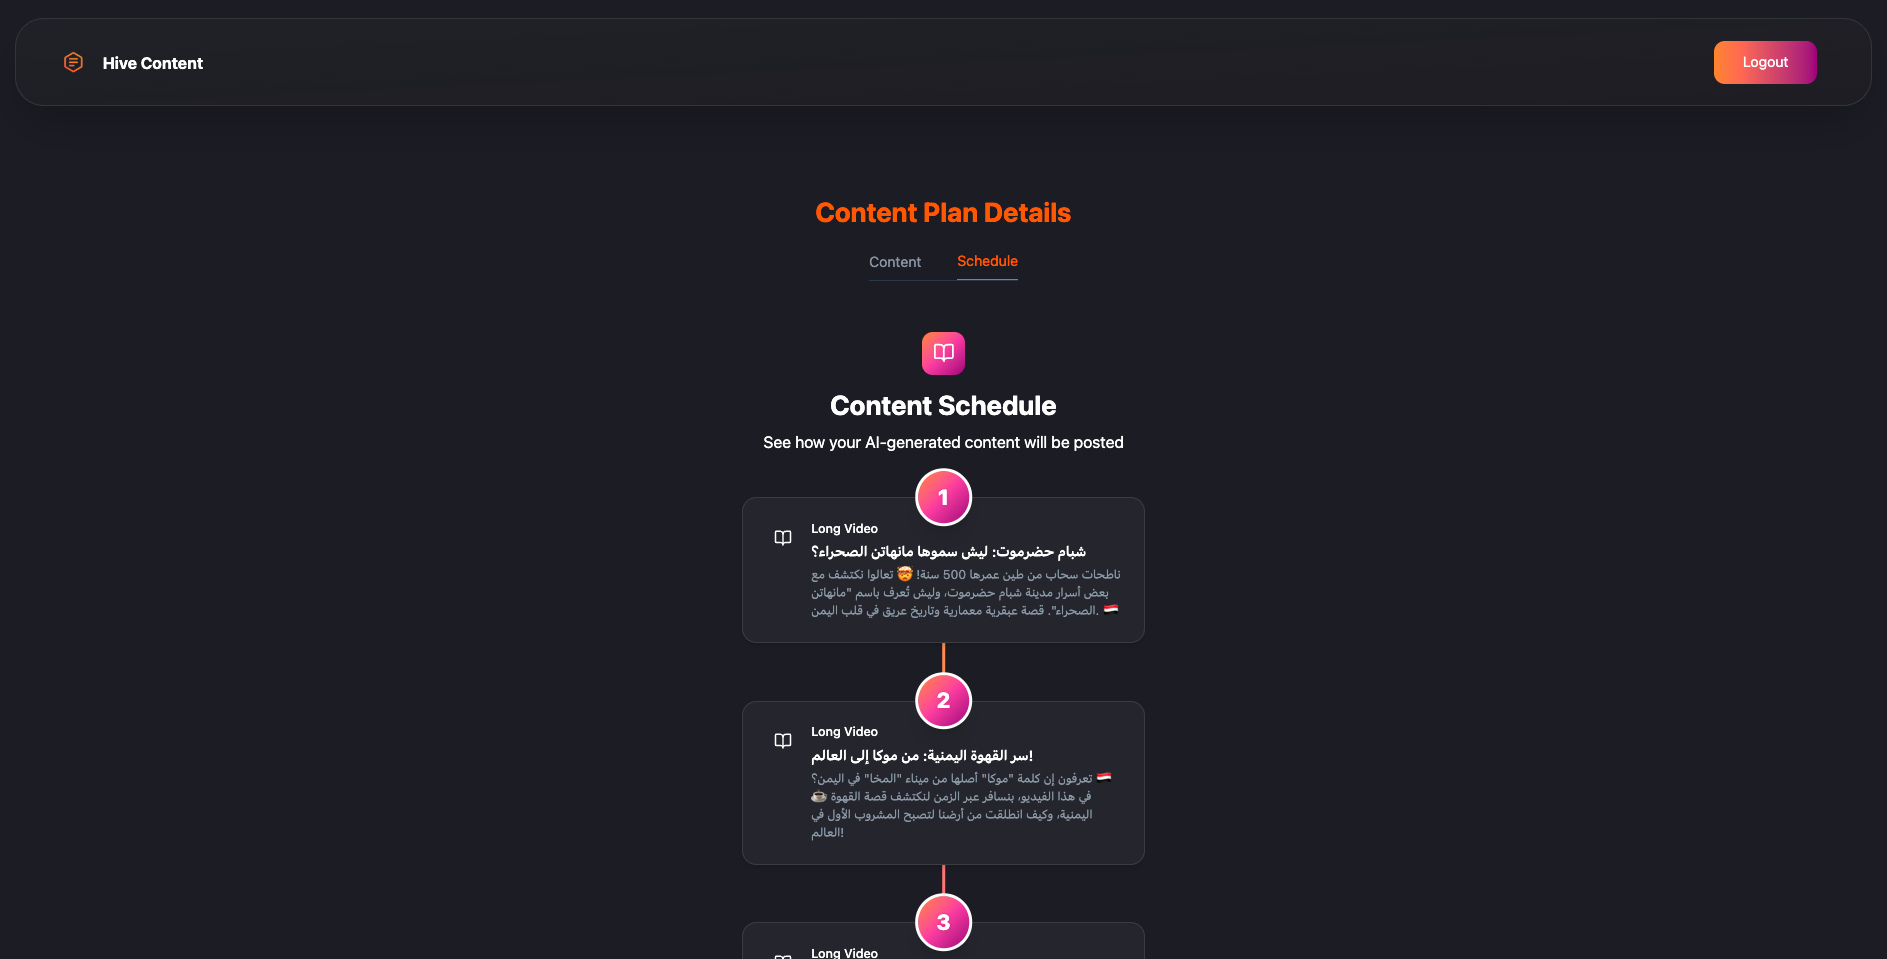 Hive Content
Logout
Content Plan Details
Content
Schedule
Content Schedule
See how your AI-generated content will be posted
1
Long Video
شبام حضرموت: ليش سموها مانهاتن الصحراء؟
ناطحات سحاب من طين عمرها 500 سنة! 🤯 تعالوا نكتشف مع
بعض أسرار مدينة شبام حضرموت، وليش تُعرف باسم "مانهاتن
الصحراء". قصة عبقرية معمارية وتاريخ عريق في قلب اليمن. 🇾🇪
2
Long Video
سر القهوة اليمنية: من موكا إلى العالم!
🇾🇪 تعرفون إن كلمة "موكا" أصلها من ميناء "المخا" في اليمن؟
في هذا الفيديو، بنسافر عبر الزمن لنكتشف قصة القهوة ☕
اليمنية، وكيف انطلقت من أرضنا لتصبح المشروب الأول في
العالم!
3
Long Video